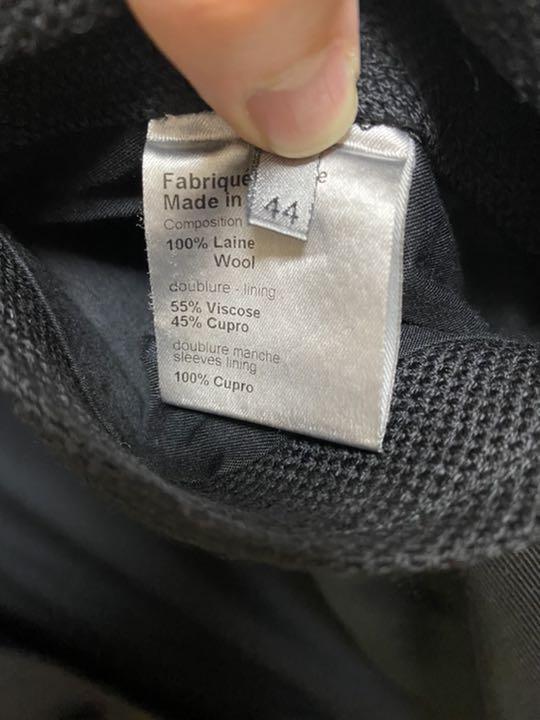 Fabriqué
Made in
44
Composition
100% Laine
Wool
doublure - lining
55% Viscose
45% Cupro
doublure manche
sleeves lining
100% Cupro